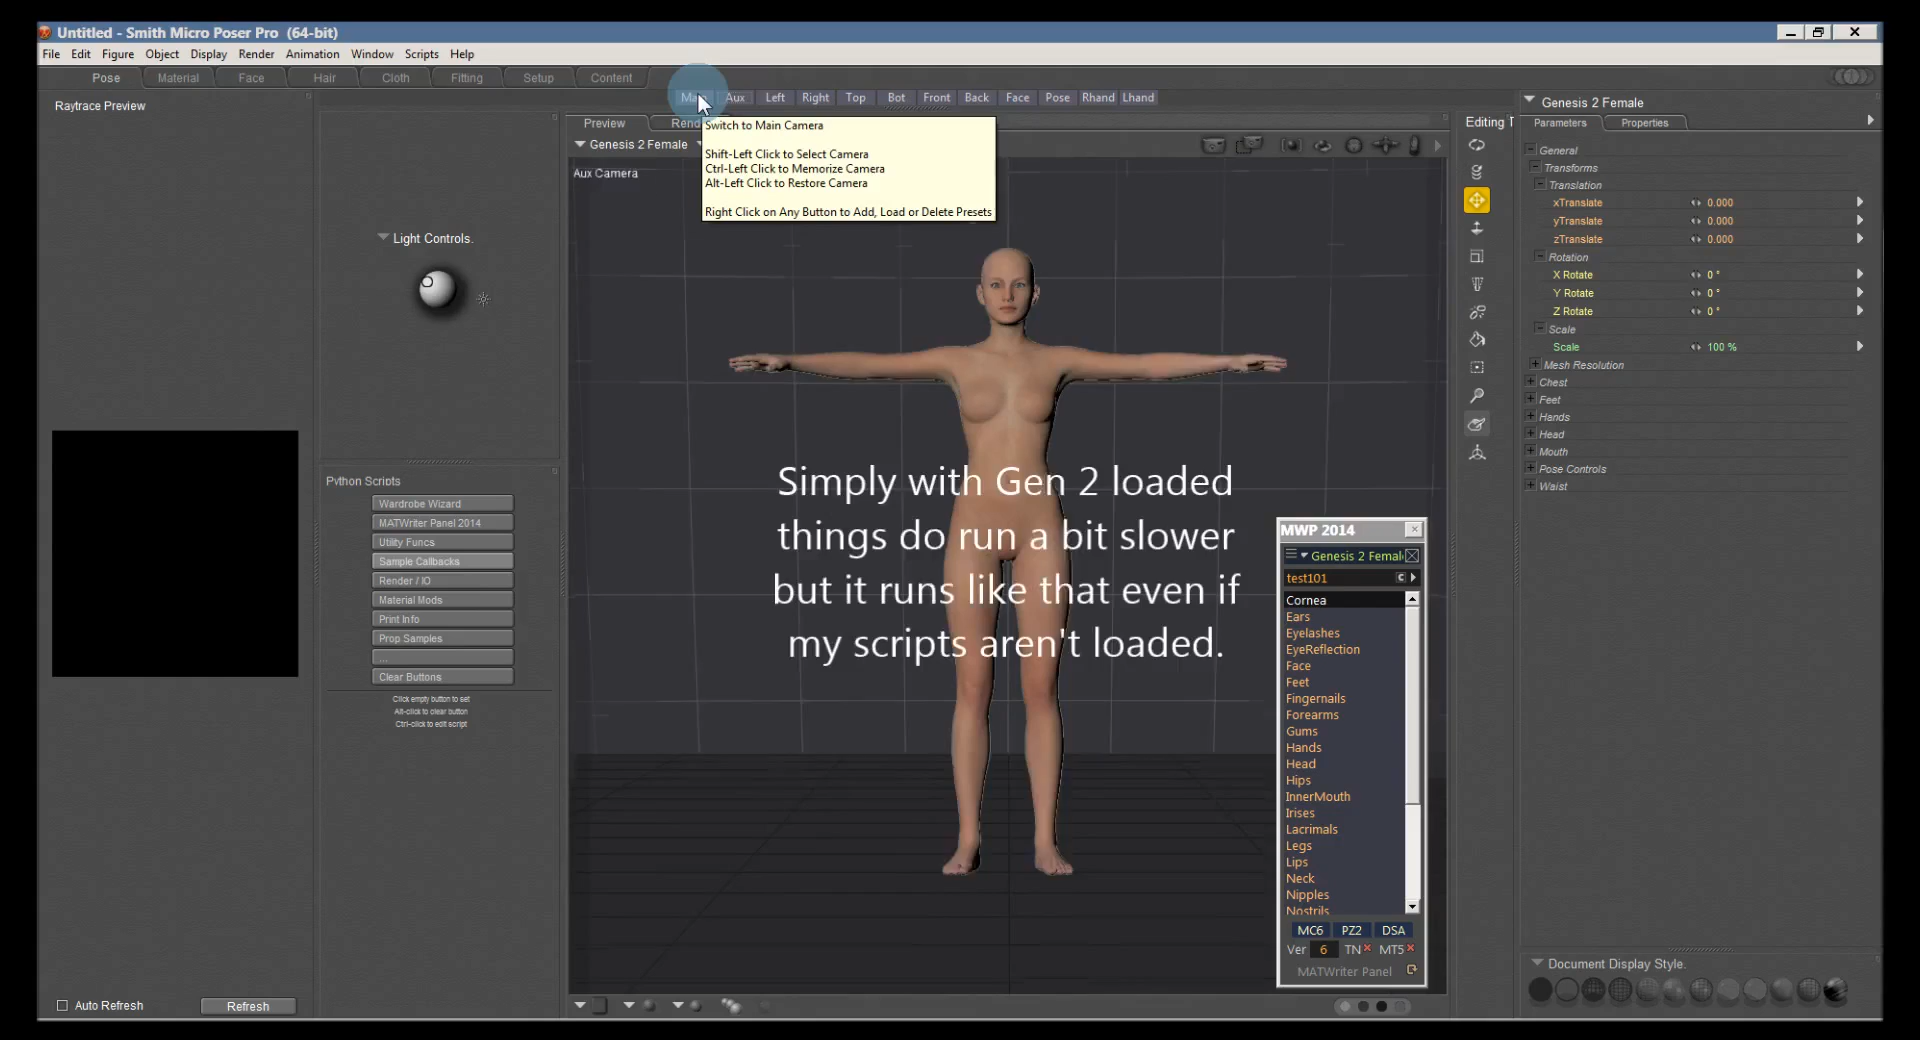 Untitled - Smith Micro Poser Pro (64-bit)
File Edit Figure Object Display Render Animation Window Scripts Help
Pose Material Face Hair Cloth Fitting Setup Content
Main Aux Left Right Top Bot Front Back Face Pose Rhand Lhand
Raytrace Preview
Light Controls.
Python Scripts
Wardrobe Wizard
MATWriter Panel 2014
Utility Funcs
Sample Callbacks
Render / IO
Material Mods
Print Info
Prop Samples
...
Clear Buttons
Click empty button to set
Alt-click to clear button
Ctrl-click to edit script
Auto Refresh Refresh
Preview Rend
Genesis 2 Female
Aux Camera
Switch to Main Camera
Shift-Left Click to Select Camera
Ctrl-Left Click to Memorize Camera
Alt-Left Click to Restore Camera
Right Click on Any Button to Add, Load or Delete Presets
Simply with Gen 2 loaded
things do run a bit slower
but it runs like that even if
my scripts aren't loaded.
MWP 2014
Genesis 2 Femal
test101 C
Cornea
Ears
Eyelashes
EyeReflection
Face
Feet
Fingernails
Forearms
Gums
Hands
Head
Hips
InnerMouth
Irises
Lacrimals
Legs
Lips
Neck
Nipples
Nostrils
MC6 PZ2 DSA
Ver 6 TN MT5
MATWriter Panel
Editing T
Genesis 2 Female
Parameters Properties
General
Transforms
Translation
xTranslate 0.000
yTranslate 0.000
zTranslate 0.000
Rotation
X Rotate 0 °
Y Rotate 0 °
Z Rotate 0 °
Scale
Scale 100 %
Mesh Resolution
Chest
Feet
Hands
Head
Mouth
Pose Controls
Waist
Document Display Style.